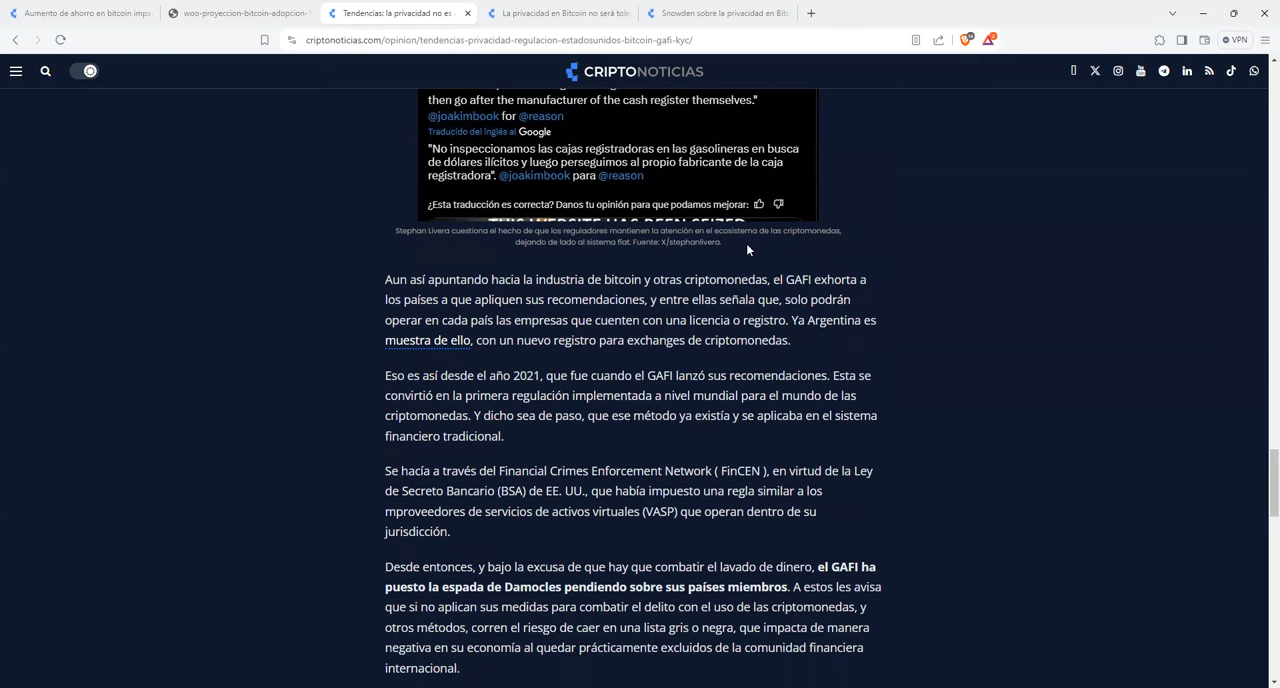 Aumento de ahorro en bitcoin impa
woo-proyeccion-bitcoin-adopcion-
Tendencias: la privacidad no es
La privacidad en Bitcoin no será tole
Snowden sobre la privacidad en Bit
criptonoticias.com/opinion/tendencias-privacidad-regulacion-estadosunidos-bitcoin-gafi-kyc/
VPN
CRIPTONOTICIAS
then go after the manufacturer of the cash register themselves."
@joakimbook for @reason
Traducido del inglés al Google
"No inspeccionamos las cajas registradoras en las gasolineras en busca
de dólares ilícitos y luego perseguimos al propio fabricante de la caja
registradora". @joakimbook para @reason
¿Esta traducción es correcta? Danos tu opinión para que podamos mejorar:
THIS WEBSITE HAS BEEN SEIZED
Stephan Livera cuestiona el hecho de que los reguladores mantienen la atención en el ecosistema de las criptomonedas,
dejando de lado al sistema fiat. Fuente: X/stephanlivera.
Aun así apuntando hacia la industria de bitcoin y otras criptomonedas, el GAFI exhorta a
los países a que apliquen sus recomendaciones, y entre ellas señala que, solo podrán
operar en cada país las empresas que cuenten con una licencia o registro. Ya Argentina es
muestra de ello, con un nuevo registro para exchanges de criptomonedas.
Eso es así desde el año 2021, que fue cuando el GAFI lanzó sus recomendaciones. Esta se
convirtió en la primera regulación implementada a nivel mundial para el mundo de las
criptomonedas. Y dicho sea de paso, que ese método ya existía y se aplicaba en el sistema
financiero tradicional.
Se hacía a través del Financial Crimes Enforcement Network ( FinCEN ), en virtud de la Ley
de Secreto Bancario (BSA) de EE. UU., que había impuesto una regla similar a los
mproveedores de servicios de activos virtuales (VASP) que operan dentro de su
jurisdicción.
Desde entonces, y bajo la excusa de que hay que combatir el lavado de dinero, el GAFI ha
puesto la espada de Damocles pendiendo sobre sus países miembros. A estos les avisa
que si no aplican sus medidas para combatir el delito con el uso de las criptomonedas, y
otros métodos, corren el riesgo de caer en una lista gris o negra, que impacta de manera
negativa en su economía al quedar prácticamente excluidos de la comunidad financiera
internacional.